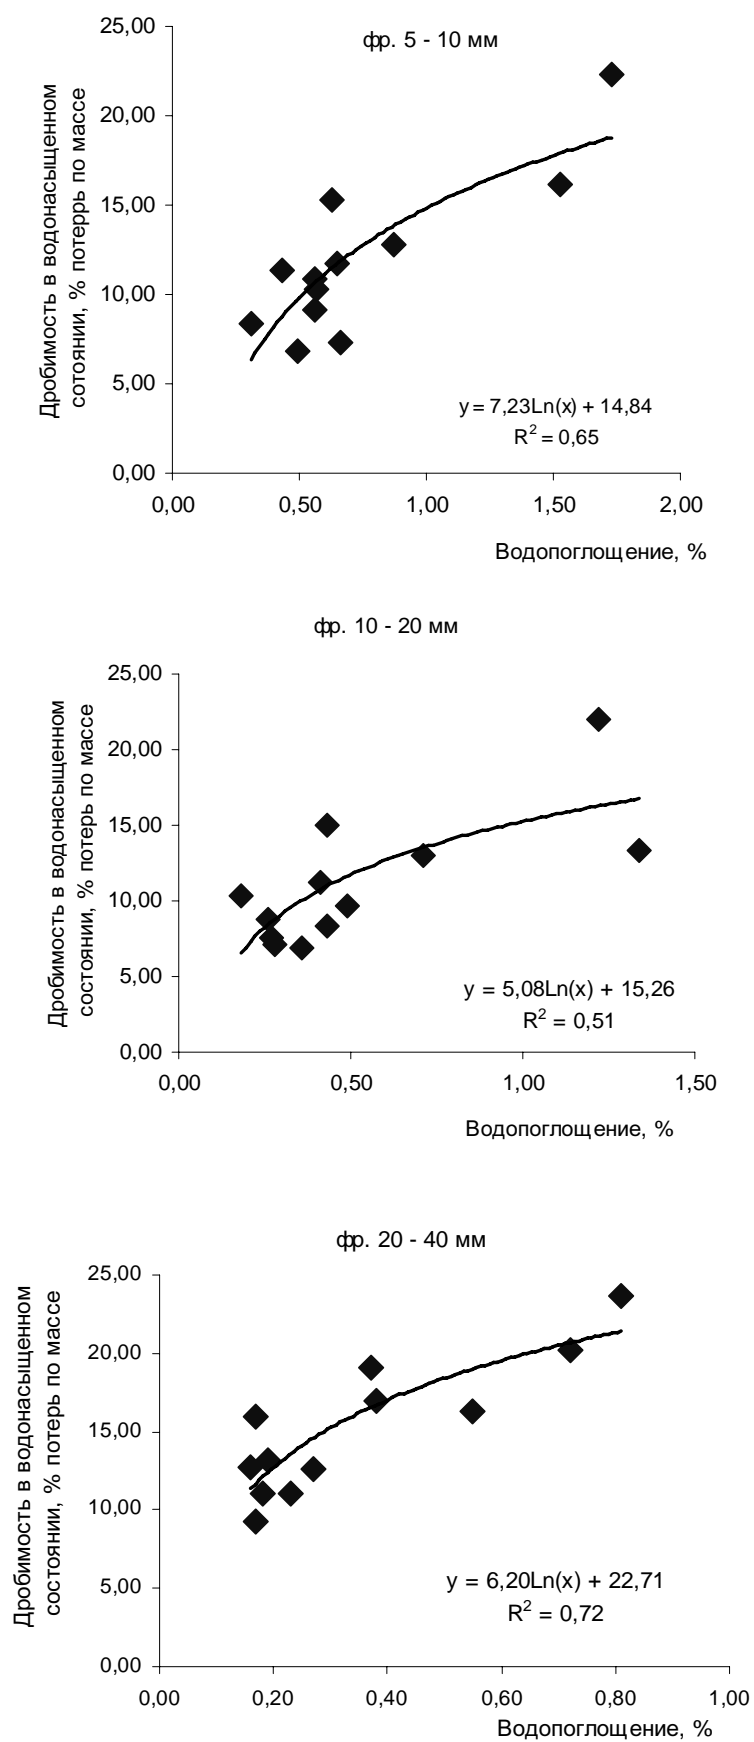 фр. 5 - 10 мм
Дробимость в водонасыщенном
сотоянии, % потеррь по массе
25,00
20,00
15,00
10,00
5,00
0,00
y = 7,23Ln(x) + 14,84
R² = 0,65
0,00 0,50 1,00 1,50 2,00
Водопоглощение, %
фр. 10 - 20 мм
Дробимость в водонасыщенном
состоянии, % потерь по массе
25,00
20,00
15,00
10,00
5,00
0,00
y = 5,08Ln(x) + 15,26
R² = 0,51
0,00 0,50 1,00 1,50
Водопоглощение, %
фр. 20 - 40 мм
Дробимость в водонасыщенном
состоянии, % потерь по массе
25,00
20,00
15,00
10,00
5,00
0,00
y = 6,20Ln(x) + 22,71
R² = 0,72
0,00 0,20 0,40 0,60 0,80 1,00
Водопоглощение, %